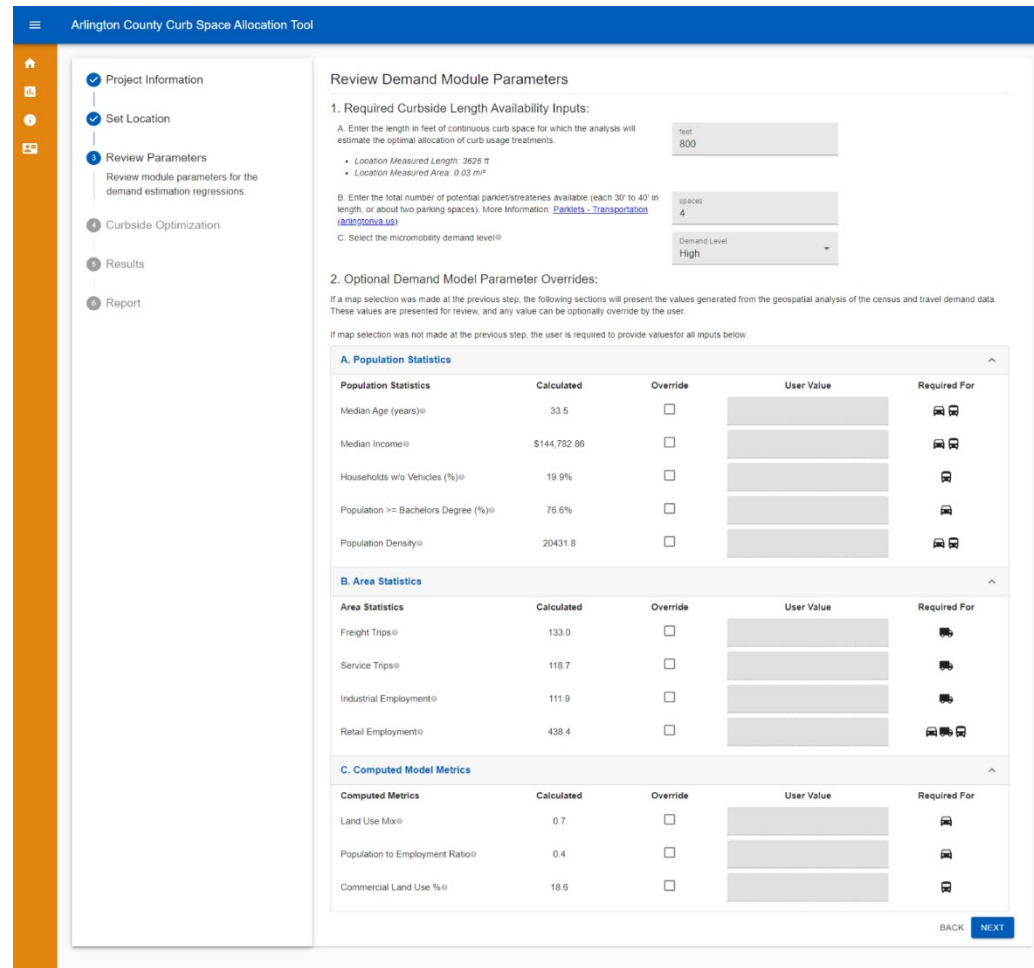 Arlington County Curb Space Allocation Tool
Project Information
Set Location
3 Review Parameters
Review module parameters for the
demand estimation regressions.
4 Curbside Optimization
5 Results
6 Report
Review Demand Module Parameters
1. Required Curbside Length Availability Inputs:
A. Enter the length in feet of continuous curb space for which the analysis will
estimate the optimal allocation of curb usage treatments.
feet
800
• Location Measured Length: 3626 ft
• Location Measured Area: 0.03 mi²
B. Enter the total number of potential parklet/streateries available (each 30' to 40' in
length, or about two parking spaces). More Information: Parklets - Transportation
(arlingtonva.us)
spaces
4
C. Select the micromobility demand level
Demand Level
High
2. Optional Demand Model Parameter Overrides:
If a map selection was made at the previous step, the following sections will present the values generated from the geospatial analysis of the census and travel demand data.
These values are presented for review, and any value can be optionally override by the user.
If map selection was not made at the previous step, the user is required to provide valuesfor all inputs below.
A. Population Statistics
Population Statistics Calculated Override User Value Required For
Median Age (years) 33.5
Median Income $144,782.86
Households w/o Vehicles (%) 19.9%
Population >= Bachelors Degree (%) 76.6%
Population Density 20431.8
B. Area Statistics
Area Statistics Calculated Override User Value Required For
Freight Trips 133.0
Service Trips 118.7
Industrial Employment 111.9
Retail Employment 438.4
C. Computed Model Metrics
Computed Metrics Calculated Override User Value Required For
Land Use Mix 0.7
Population to Employment Ratio 0.4
Commercial Land Use % 18.6
BACK NEXT